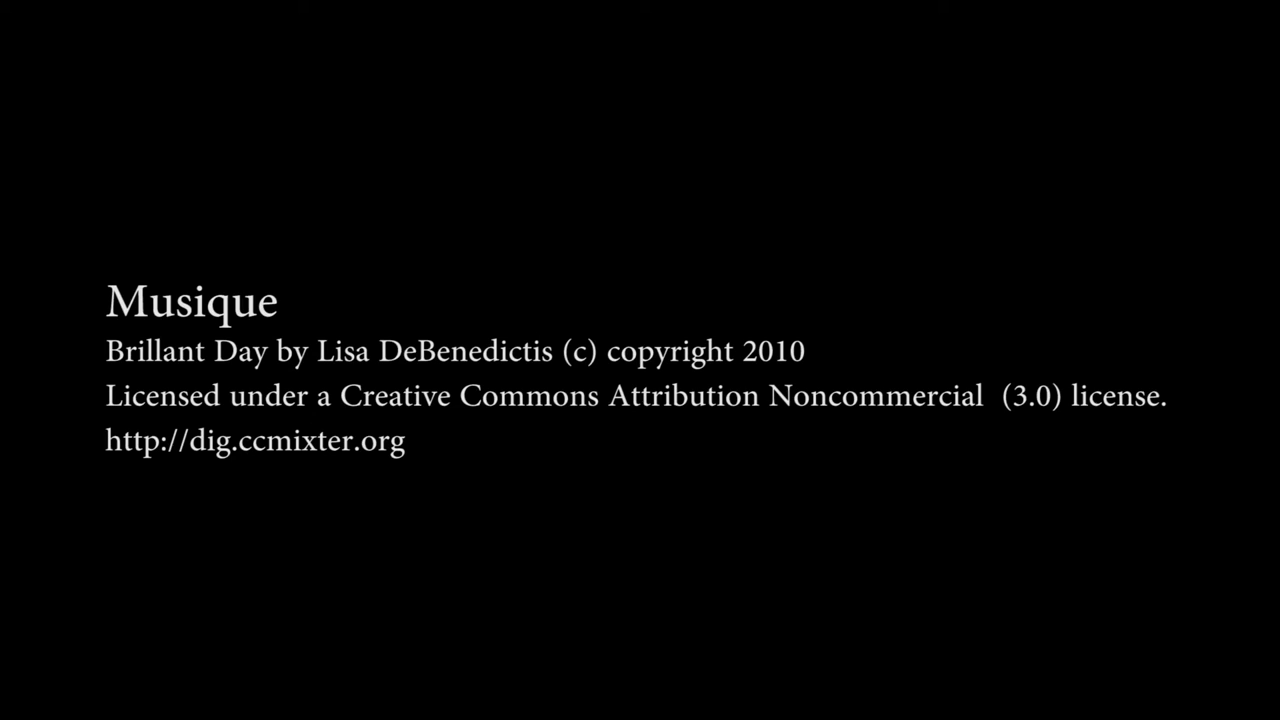 Musique
Brillant Day by Lisa DeBenedictis (c) copyright 2010
Licensed under a Creative Commons Attribution Noncommercial  (3.0) license.
http://dig.ccmixter.org